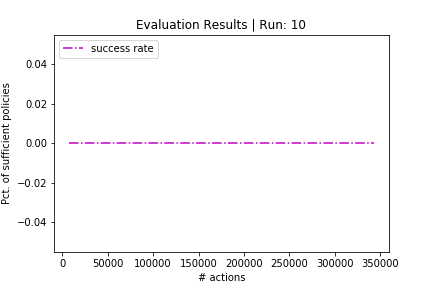 Evaluation Results | Run: 10
success rate
0.04
0.02
0.00
−0.02
−0.04
Pct. of sufficient policies
0 50000 100000 150000 200000 250000 300000 350000
# actions